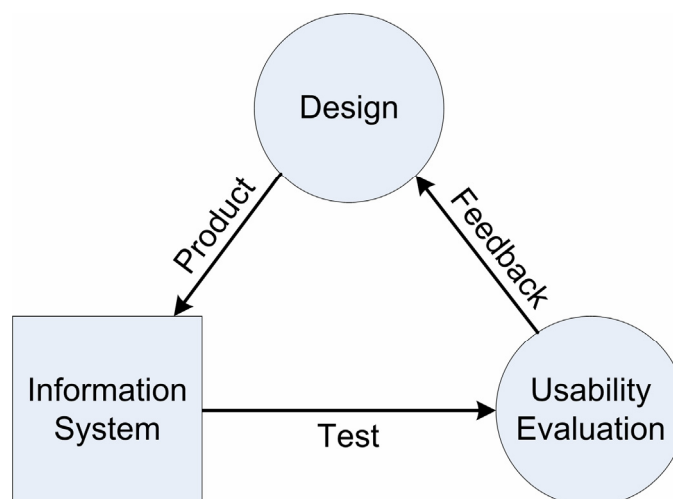 Design
Product
Feedback
Information
System
Test
Usability
Evaluation